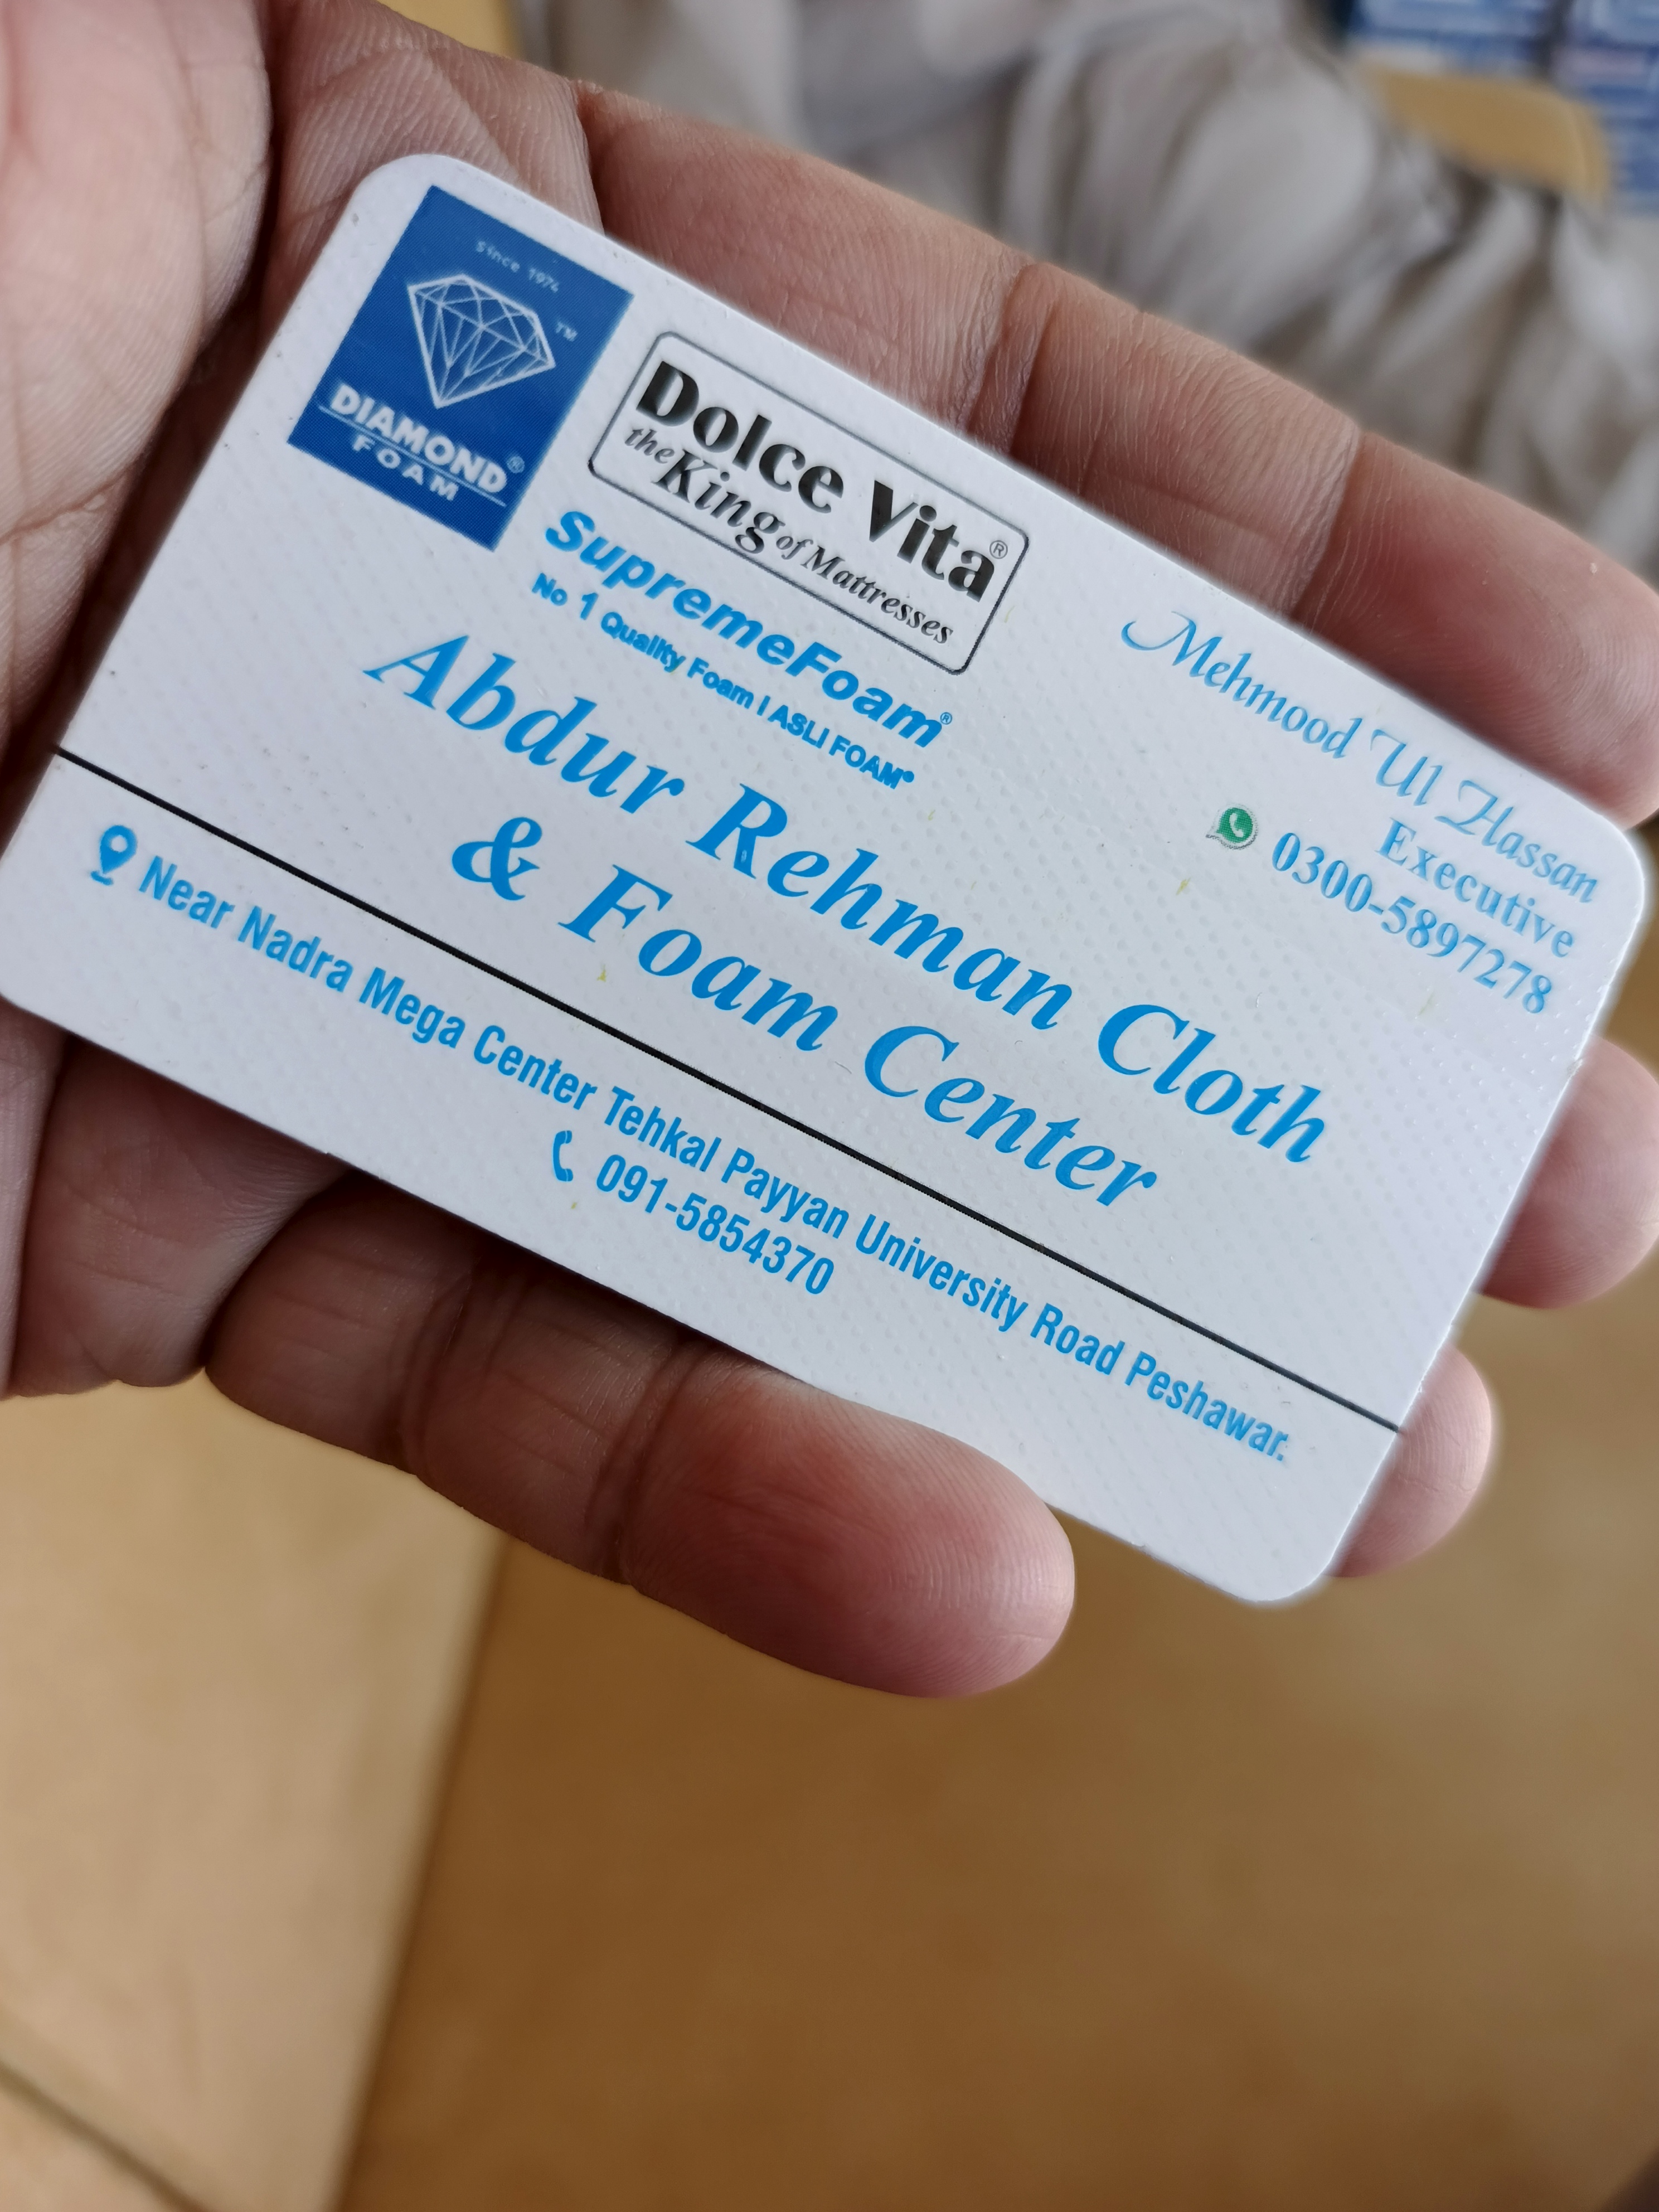 Since 1974
TM
DIAMOND®
FOAM
Dolce Vita®
the King of Mattresses
SupremeFoam®
No 1 Quality Foam | ASLI FOAM®
Mehmood Ul Hassan
Executive
0300-5897278
Abdur Rehman Cloth
& Foam Center
Near Nadra Mega Center Tehkal Payyan University Road Peshawar.
091-5854370